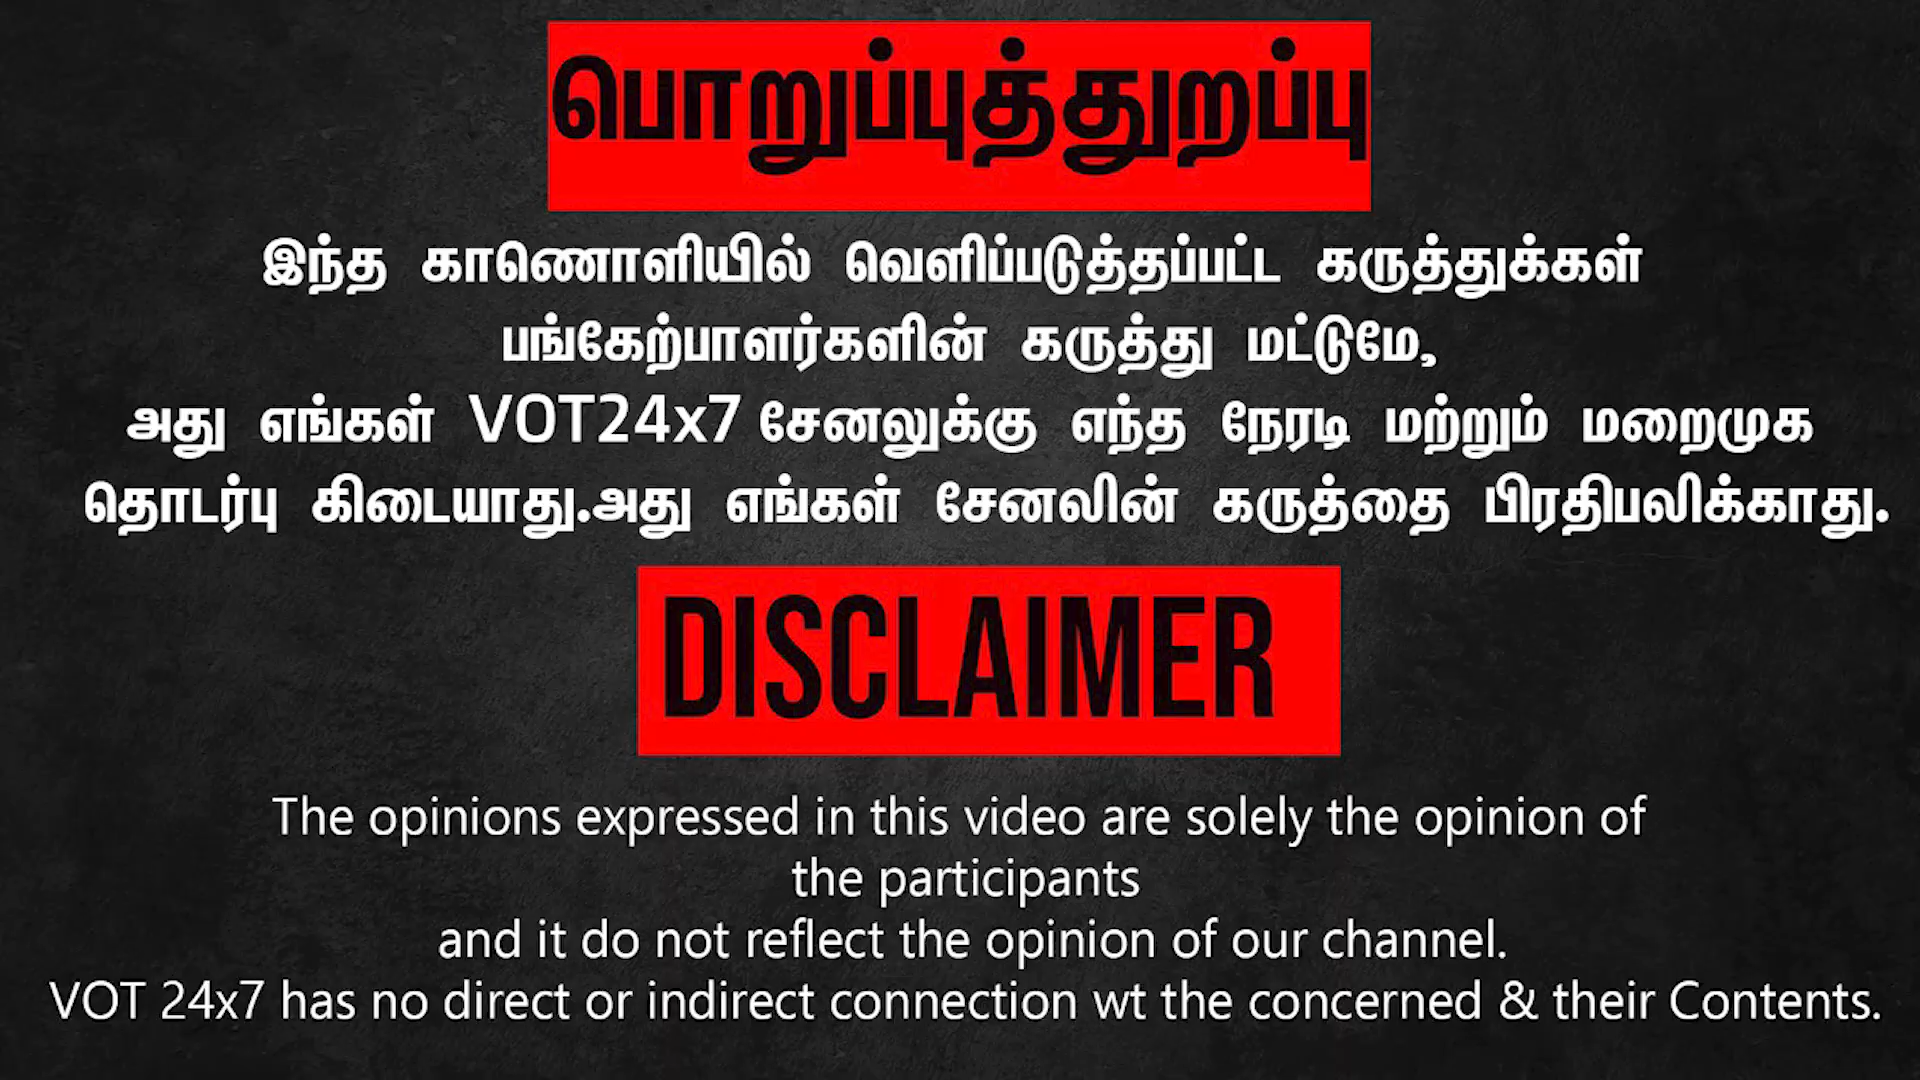 பொறுப்புத்துறப்பு
இந்த காணொளியில் வெளிப்படுத்தப்பட்ட கருத்துக்கள்
பங்கேற்பாளர்களின் கருத்து மட்டுமே,
அது எங்கள் VOT24x7 சேனலுக்கு எந்த நேரடி மற்றும் மறைமுக
தொடர்பு கிடையாது.அது எங்கள் சேனலின் கருத்தை பிரதிபலிக்காது.
DISCLAIMER
The opinions expressed in this video are solely the opinion of
the participants
and it do not reflect the opinion of our channel.
VOT 24x7 has no direct or indirect connection wt the concerned & their Contents.